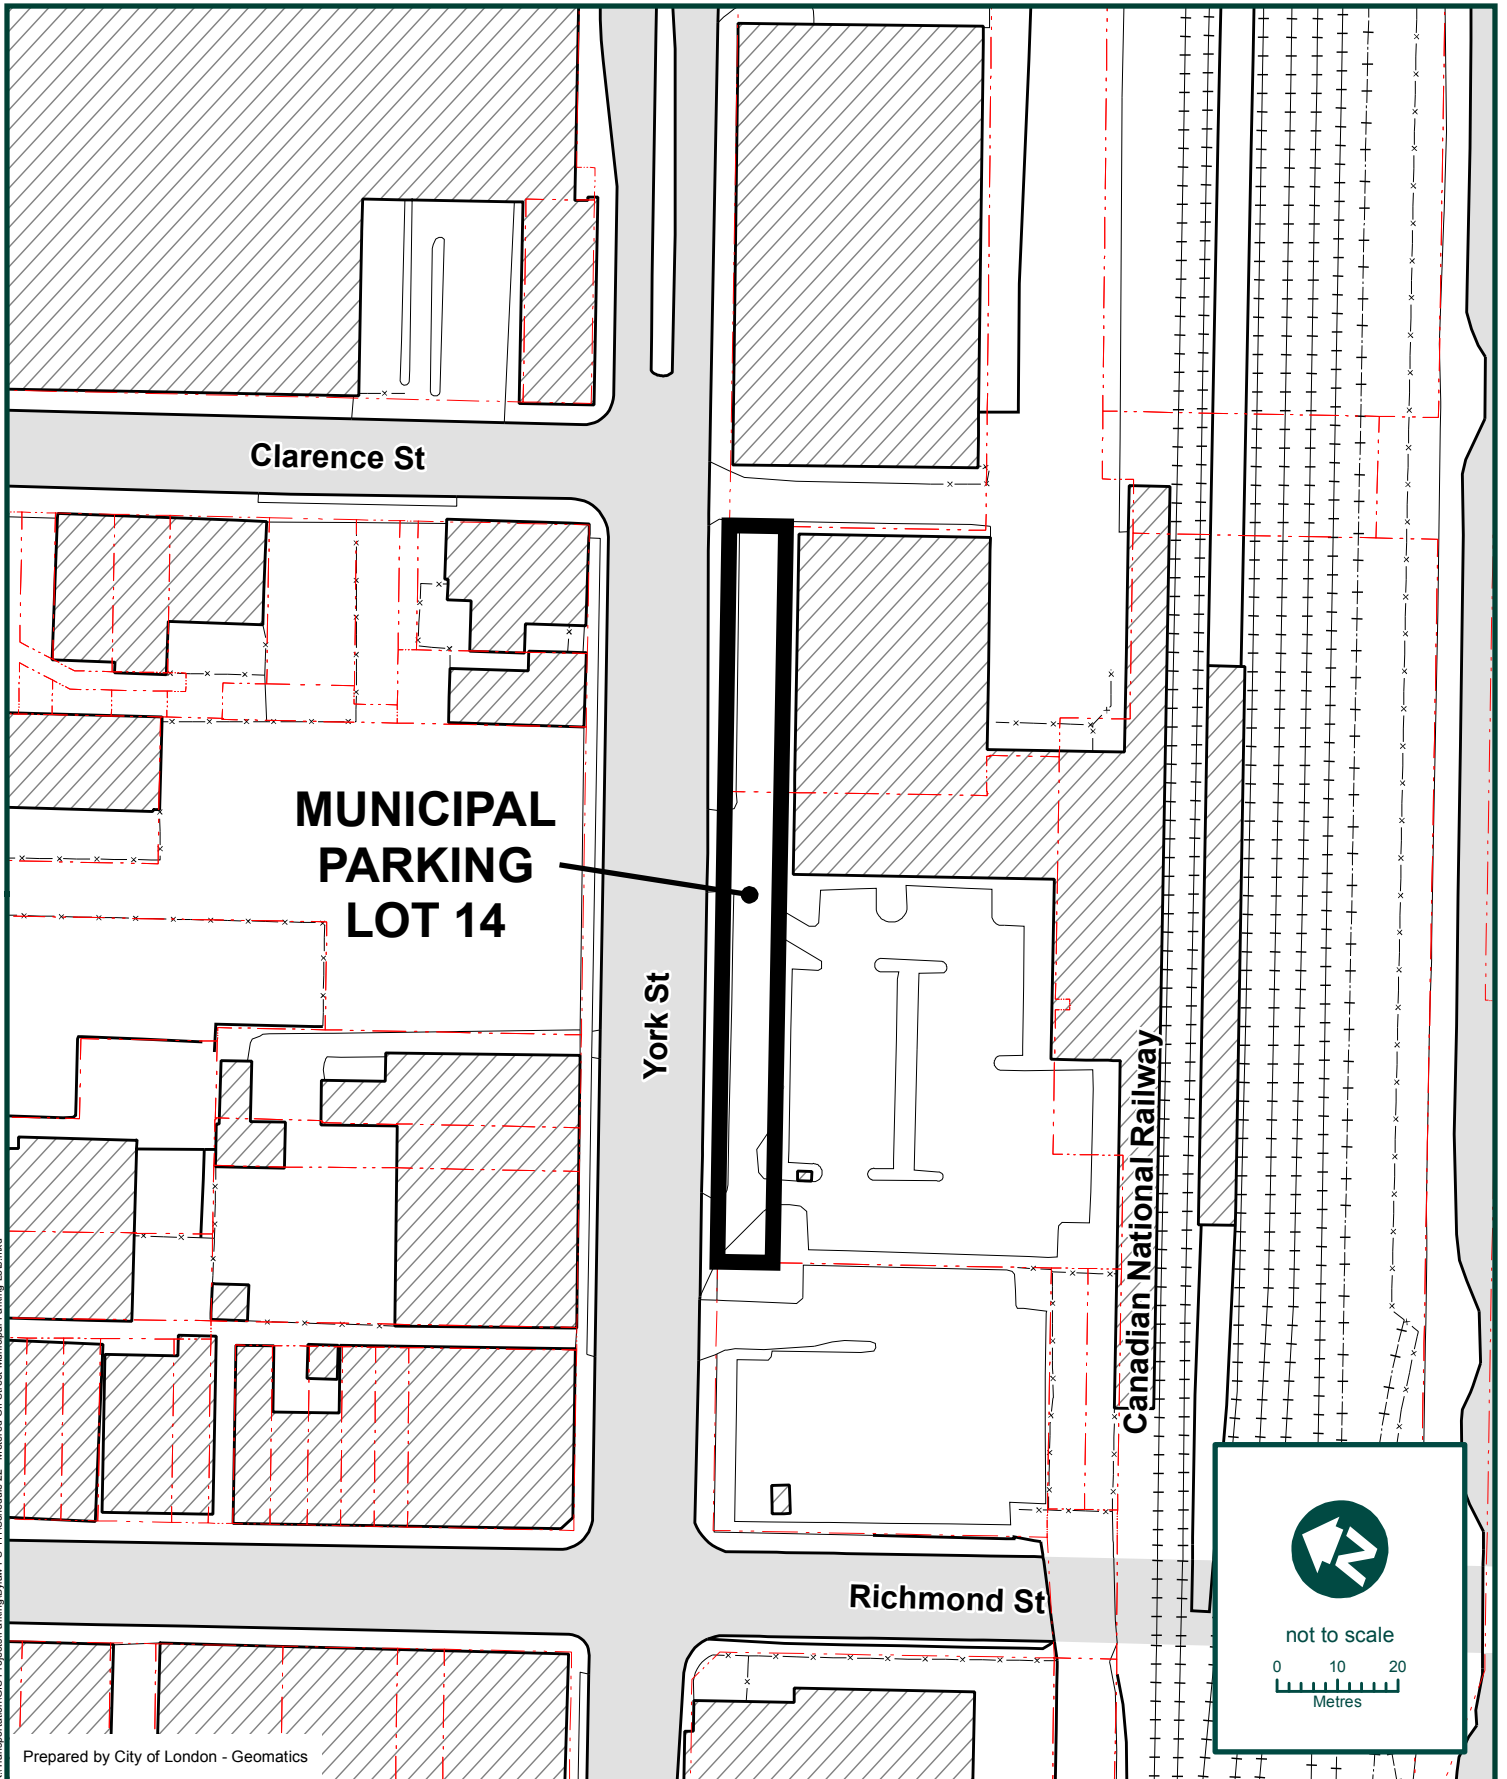 Clarence St
MUNICIPAL
PARKING
LOT 14
York St
Canadian National Railway
Richmond St
N
not to scale
0 10 20
Metres
Prepared by City of London - Geomatics